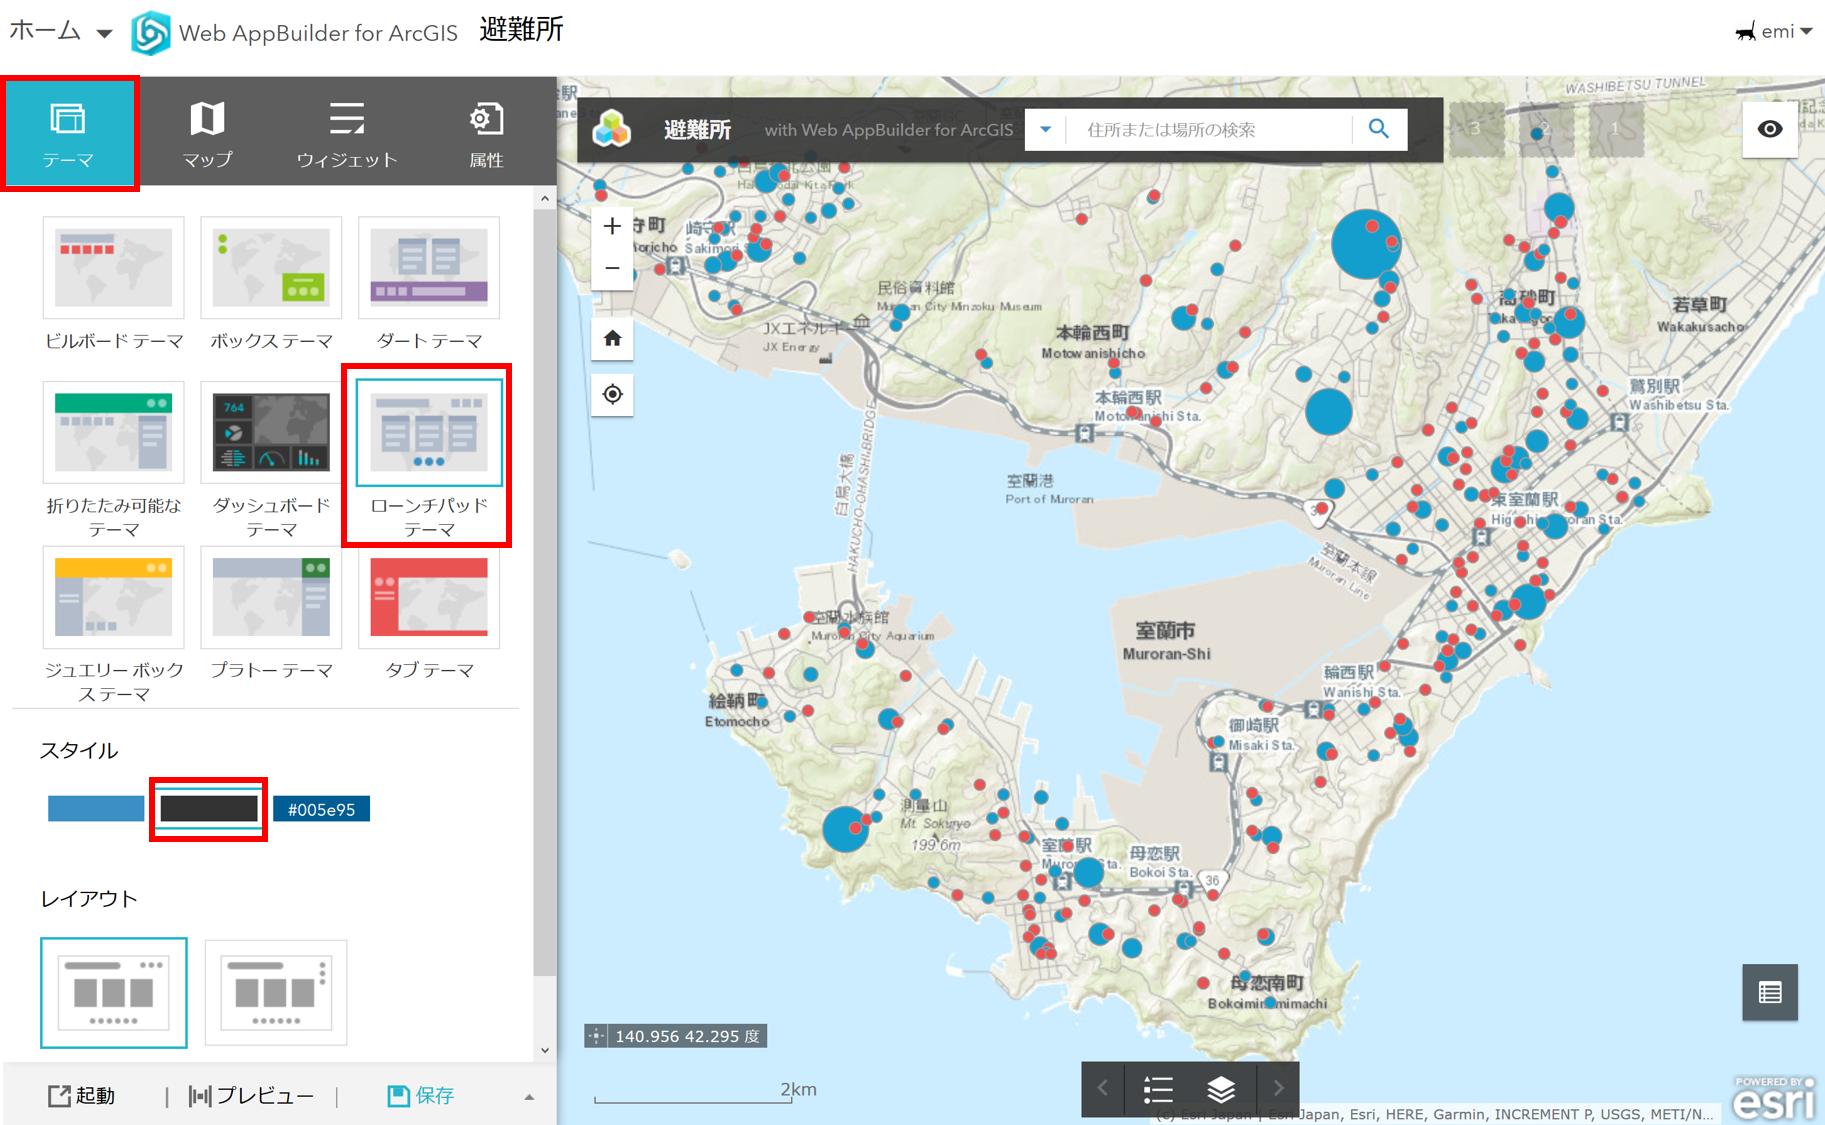 ホーム
Web AppBuilder for ArcGIS
避難所
emi
テーマ
マップ
ウィジェット
属性
ビルボード テーマ
ボックス テーマ
ダート テーマ
764
折りたたみ可能な
テーマ
ダッシュボード
テーマ
ローンチパッド
テーマ
ジュエリー ボック
ス テーマ
プラトー テーマ
タブ テーマ
スタイル
#005e95
レイアウト
起動
プレビュー
保存
避難所
with Web AppBuilder for ArcGIS
住所または場所の検索
3
2
1
WASHIBETSU TUNNEL
守町
崎守駅
Sakimori
民俗資料館
Muroran City Minzoku Museum
JXエネルギー
JX Energy
本輪西町
Motowanishicho
若草町
Wakakusacho
本輪西駅
Motowanishi Sta.
鷲別駅
Washibetsu Sta.
白鳥大橋
HAKUCHO-OHASHI BRIDGE
室蘭港
Port of Muroran
東室蘭駅
室蘭本線
Muroran Line
室蘭水族館
Muroran City Aquarium
室蘭市
Muroran-Shi
輪西駅
Wanishi Sta.
絵鞆町
Etomocho
御崎駅
Misaki Sta.
測量山
Mt. Sokuryo
199.6m
室蘭駅
母恋駅
Bokoi Sta.
36
母恋南町
Bokoiminamimachi
140.956 42.295 度
2km
(c) Esri Japan | Esri Japan, Esri, HERE, Garmin, INCREMENT P, USGS, METI/N...
POWERED BY
esri